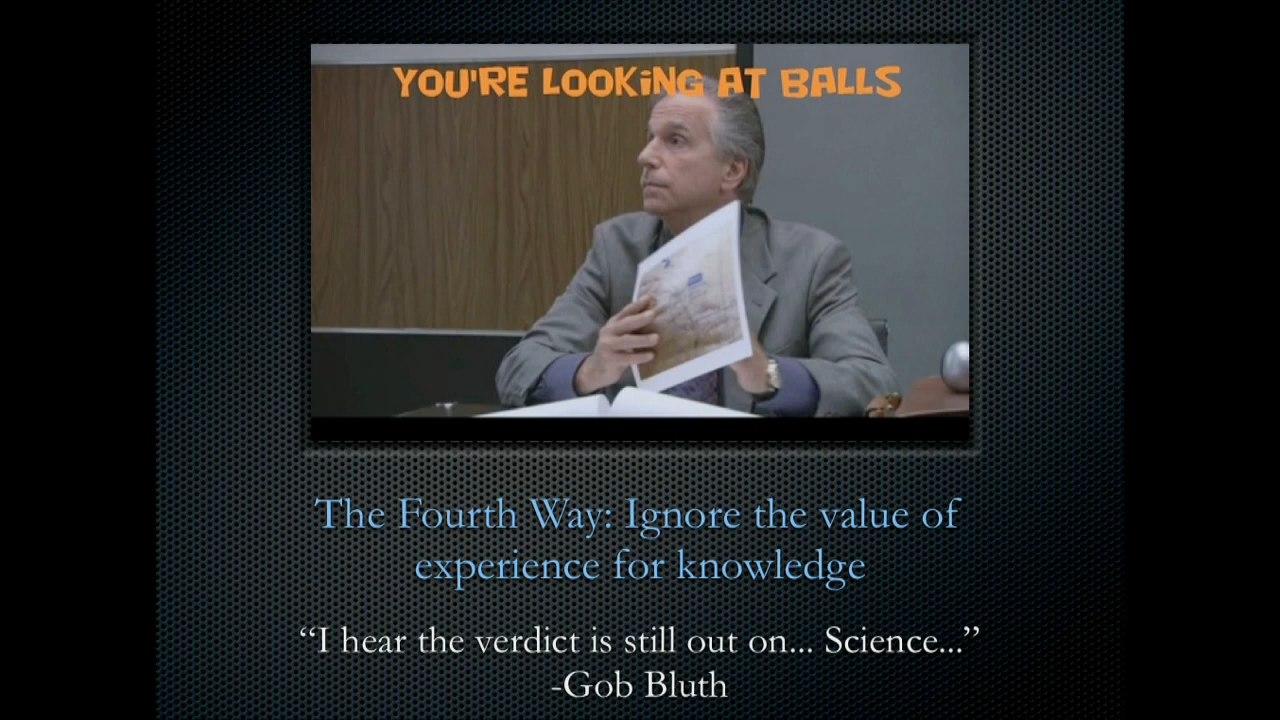 YOU'RE LOOKING AT BALLS
The Fourth Way: Ignore the value of
experience for knowledge
“I hear the verdict is still out on... Science...”
-Gob Bluth